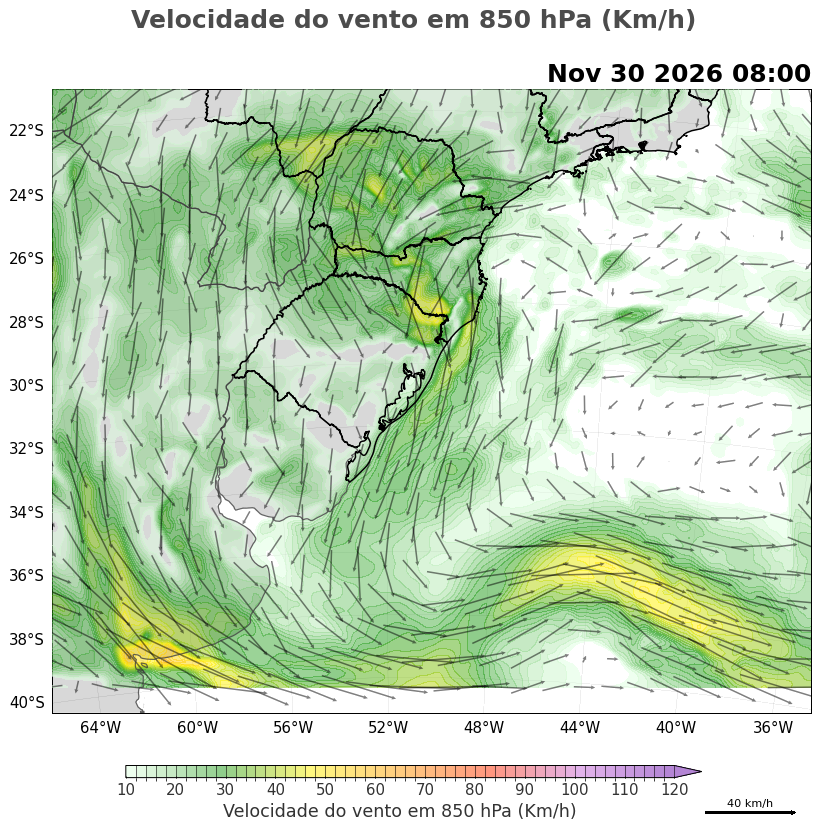 Velocidade do vento em 850 hPa (Km/h)
Nov 30 2026 08:00
22°S
24°S
26°S
28°S
30°S
32°S
34°S
36°S
38°S
40°S
64°W 60°W 56°W 52°W 48°W 44°W 40°W 36°W
10 20 30 40 50 60 70 80 90 100 110 120
Velocidade do vento em 850 hPa (Km/h)
40 km/h